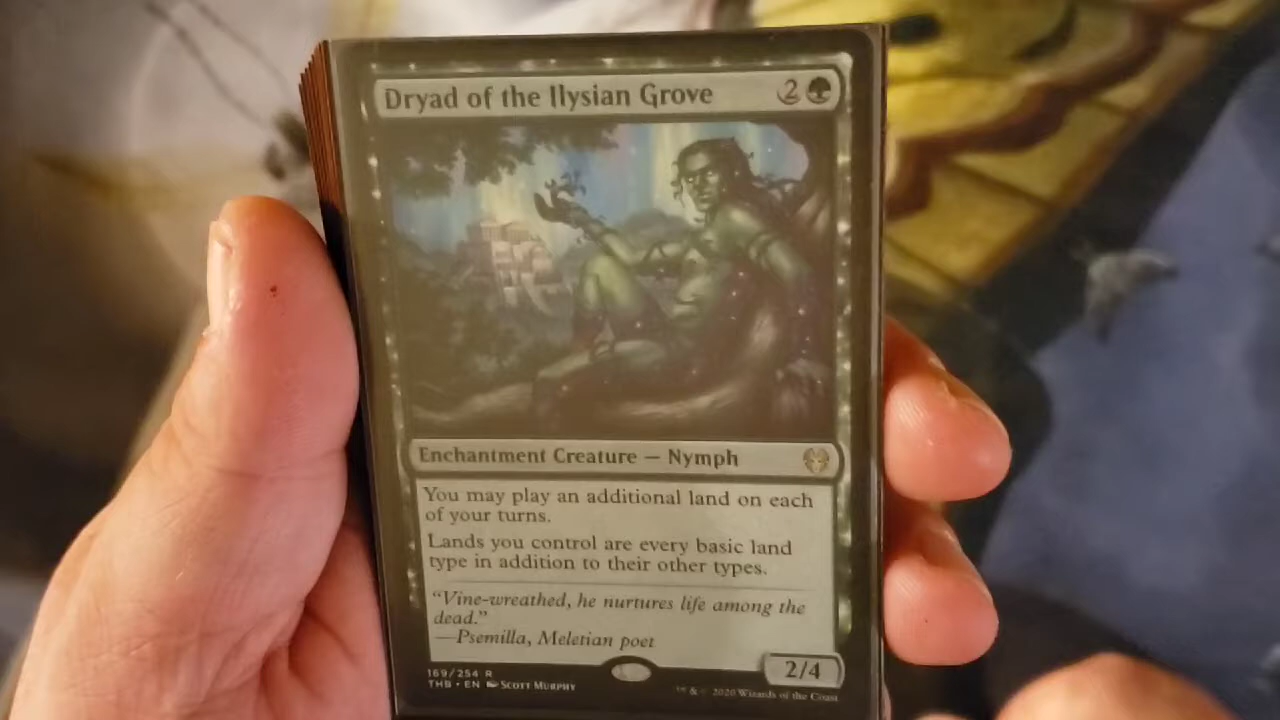 Dryad of the Ilysian Grove 2
Enchantment Creature — Nymph
You may play an additional land on each
of your turns.
Lands you control are every basic land
type in addition to their other types.
"Vine-wreathed, he nurtures life among the
dead."
—Psemilla, Meletian poet
2/4
169/254 R
THB • EN SCOTT MURPHY
™ & © 2020 Wizards of the Coast